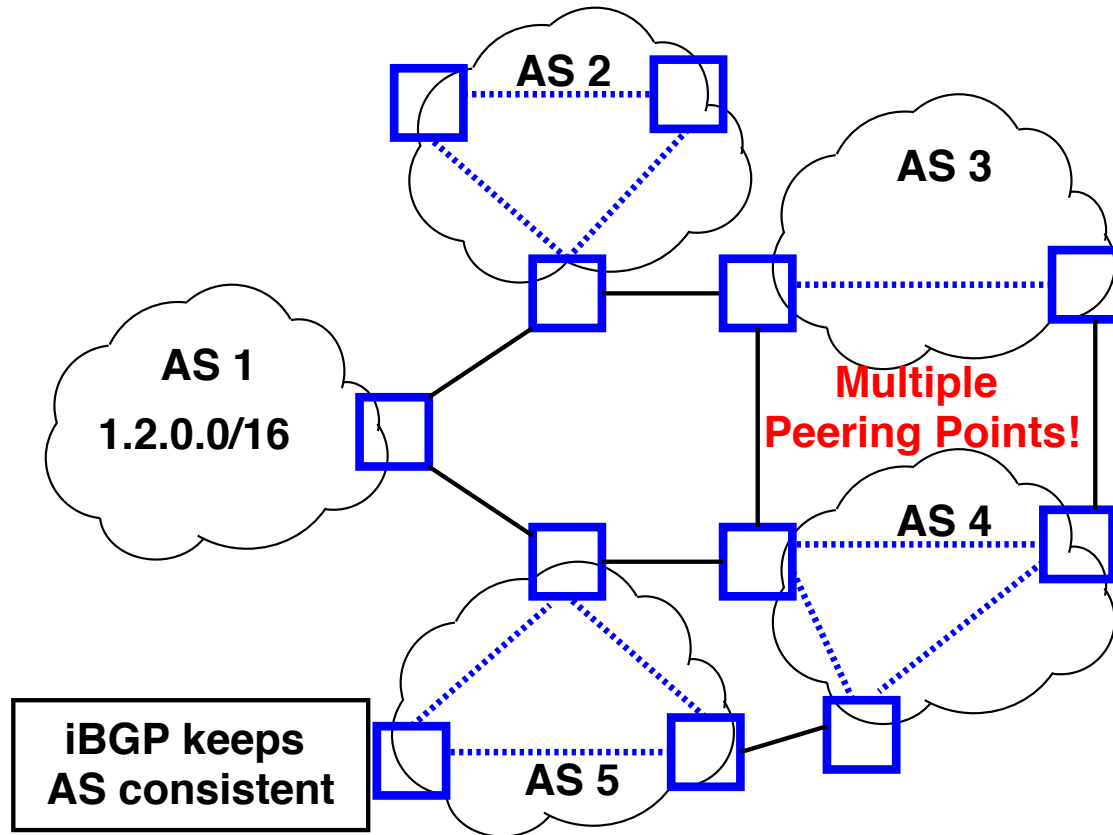 AS 2
AS 3
AS 1
1.2.0.0/16
Multiple
Peering Points!
AS 4
iBGP keeps
AS consistent
AS 5